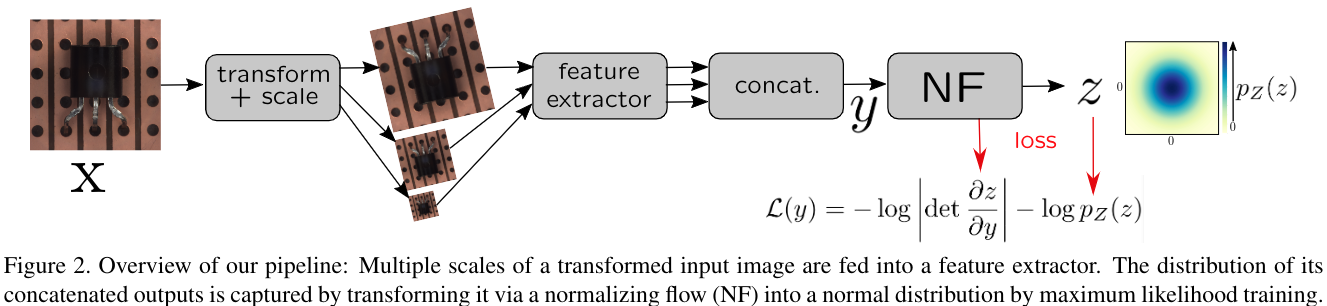 transform
+ scale
feature
extractor
concat.
NF
x
y
z
0
0
0
p_Z(z)
loss
\mathcal{L}(y) = -\log\left|\det\frac{\partial z}{\partial y}\right| - \log p_Z(z)
Figure 2. Overview of our pipeline: Multiple scales of a transformed input image are fed into a feature extractor. The distribution of its
concatenated outputs is captured by transforming it via a normalizing flow (NF) into a normal distribution by maximum likelihood training.